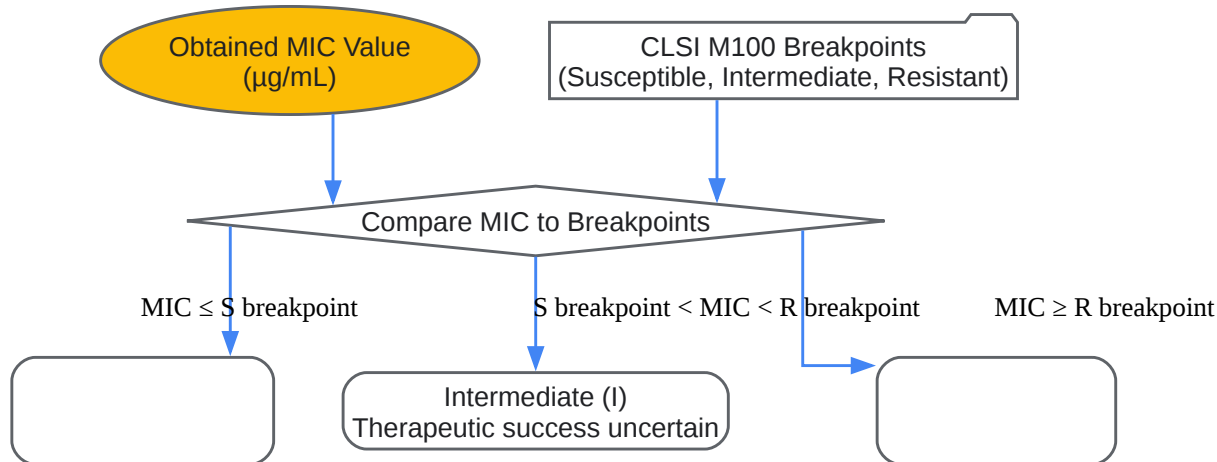 Obtained MIC Value
(µg/mL)
CLSI M100 Breakpoints
(Susceptible, Intermediate, Resistant)
Compare MIC to Breakpoints
MIC ≤ S breakpoint
S breakpoint < MIC < R breakpoint
MIC ≥ R breakpoint
Intermediate (I)
Therapeutic success uncertain